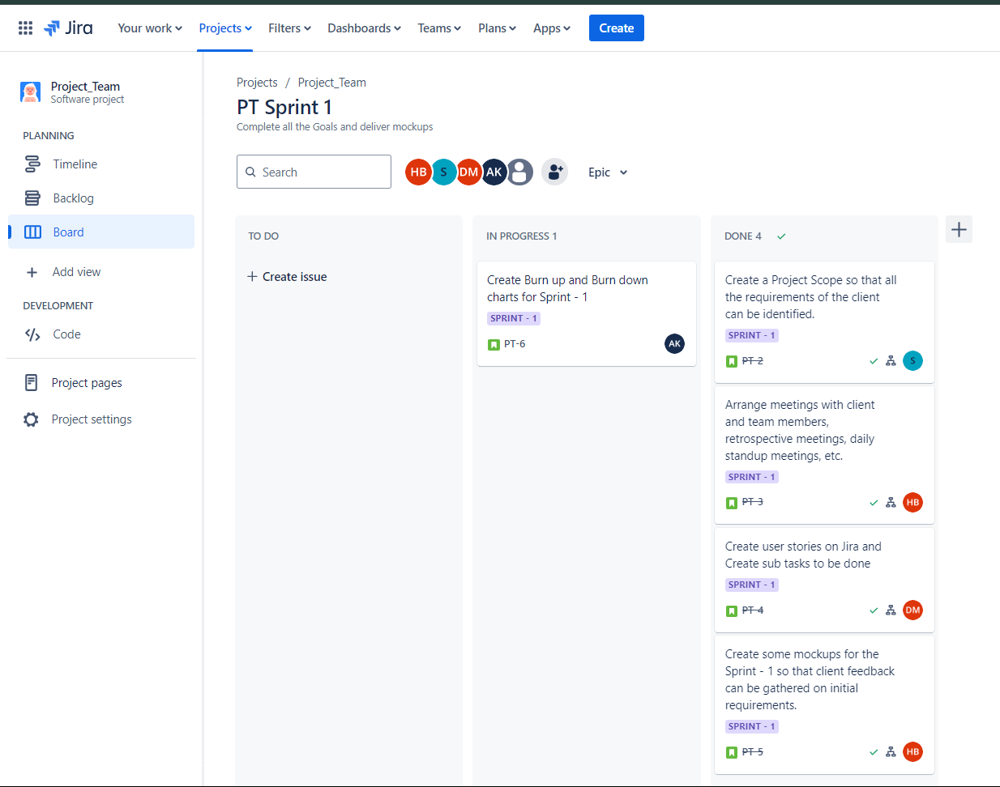 Jira
Your work
Projects
Filters
Dashboards
Teams
Plans
Apps
Create
Project_Team
Software project
PLANNING
Timeline
Backlog
Board
Add view
DEVELOPMENT
Code
Project pages
Project settings
Projects / Project_Team
PT Sprint 1
Complete all the Goals and deliver mockups
Search
HB S DM AK
Epic
TO DO
Create issue
IN PROGRESS 1
Create Burn up and Burn down
charts for Sprint - 1
SPRINT - 1
PT-6
AK
DONE 4
Create a Project Scope so that all
the requirements of the client
can be identified.
SPRINT - 1
PT-2
S
Arrange meetings with client
and team members,
retrospective meetings, daily
standup meetings, etc.
SPRINT - 1
PT-3
HB
Create user stories on Jira and
Create sub tasks to be done
SPRINT - 1
PT-4
DM
Create some mockups for the
Sprint - 1 so that client feedback
can be gathered on initial
requirements.
SPRINT - 1
PT-5
HB